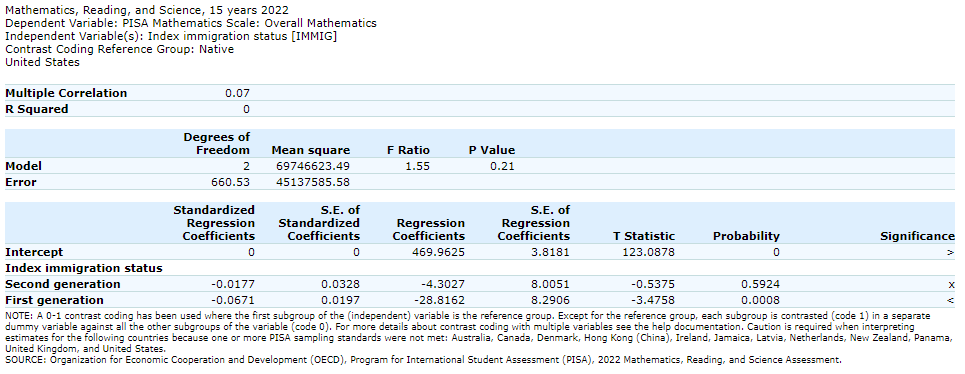 Mathematics, Reading, and Science, 15 years 2022
Dependent Variable: PISA Mathematics Scale: Overall Mathematics
Independent Variable(s): Index immigration status [IMMIG]
Contrast Coding Reference Group: Native
United States
Multiple Correlation 0.07
R Squared 0
Degrees of
Freedom Mean square F Ratio P Value
Model 2 69746623.49 1.55 0.21
Error 660.53 45137585.58
Standardized S.E. of S.E. of
Regression Standardized Regression Regression
Coefficients Coefficients Coefficients Coefficients T Statistic Probability Significance
Intercept 0 0 469.9625 3.8181 123.0878 0 >
Index immigration status
Second generation -0.0177 0.0328 -4.3027 8.0051 -0.5375 0.5924 x
First generation -0.0671 0.0197 -28.8162 8.2906 -3.4758 0.0008 <
NOTE: A 0-1 contrast coding has been used where the first subgroup of the (independent) variable is the reference group. Except for the reference group, each subgroup is contrasted (code 1) in a separate
dummy variable against all the other subgroups of the variable (code 0). For more details about contrast coding with multiple variables see the help documentation. Caution is required when interpreting
estimates for the following countries because one or more PISA sampling standards were not met: Australia, Canada, Denmark, Hong Kong (China), Ireland, Jamaica, Latvia, Netherlands, New Zealand, Panama,
United Kingdom, and United States.
SOURCE: Organization for Economic Cooperation and Development (OECD), Program for International Student Assessment (PISA), 2022 Mathematics, Reading, and Science Assessment.